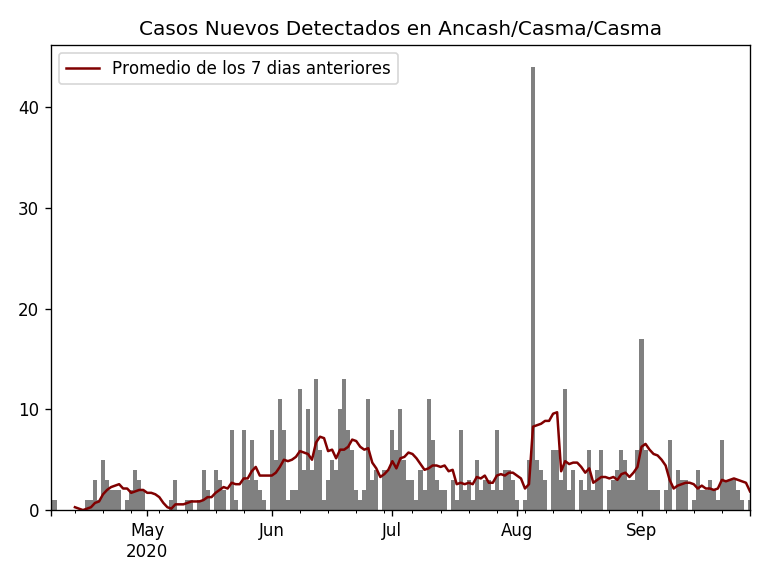 Casos Nuevos Detectados en Ancash/Casma/Casma
Promedio de los 7 dias anteriores
40
30
20
10
0
May
2020
Jun
Jul
Aug
Sep